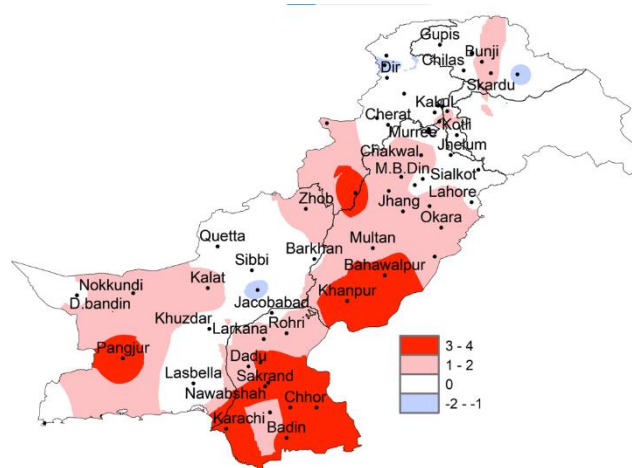 Gupis
Bunji
Chilas
Dir
Skardu
Kakul
Cherat
Kotli
Murree
Chakwal
Jhelum
M.B.Din
Sialkot
Zhob
Jhang
Lahore
Okara
Quetta
Multan
Sibbi
Barkhan
Bahawalpur
Nokkundi
Kalat
D.bandin
Jacobabad
Khanpur
Khuzdar
Larkana
Rohri
Pangjur
Dadu
Lasbella
Sakrand
Nawabshah
Chhor
Karachi
Badin
3 - 4
1 - 2
0
-2 - -1